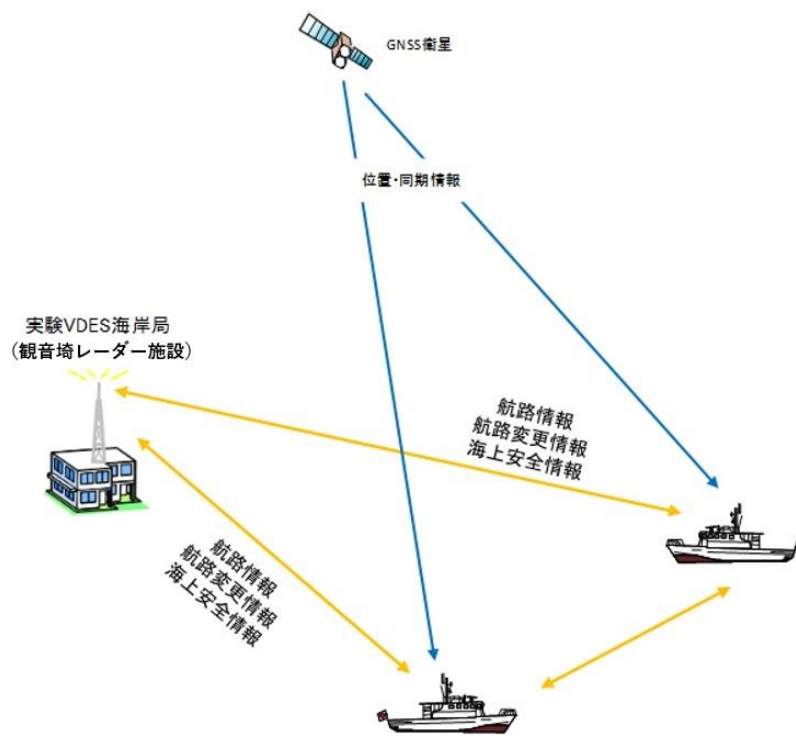 GNSS衛星
位置・同期情報
実験VDES海岸局
(観音埼レーダー施設)
航路情報
航路変更情報
海上安全情報
航路情報
航路変更情報
海上安全情報